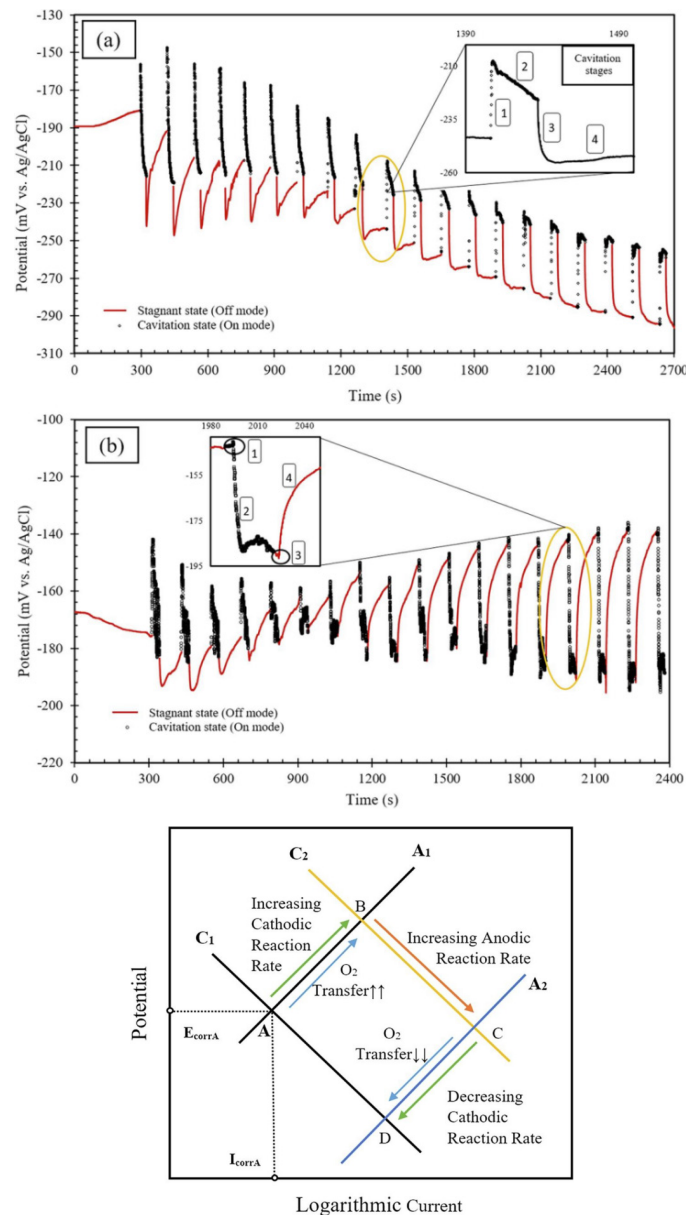 (a)
Potential (mV vs. Ag/AgCl)
-130
-150
-170
-190
-210
-230
-250
-270
-290
-310
0 300 600 900 1200 1500 1800 2100 2400 2700
Time (s)
Stagnant state (Off mode)
Cavitation state (On mode)
1390 1490
-210
-235
-260
Cavitation
stages
1
2
3
4
(b)
Potential (mV vs. Ag/AgCl)
-100
-120
-140
-160
-180
-200
-220
0 300 600 900 1200 1500 1800 2100 2400
Time (s)
Stagnant state (Off mode)
Cavitation state (On mode)
1980 2010 2040
-155
-175
-195
1
2
3
4
Potential
Logarithmic Current
C2
A1
C1
A2
Increasing
Cathodic
Reaction
Rate
B
O2
Transfer↑↑
Increasing Anodic
Reaction Rate
A
EcorrA
IcorrA
O2
Transfer↓↓
C
D
Decreasing
Cathodic
Reaction Rate